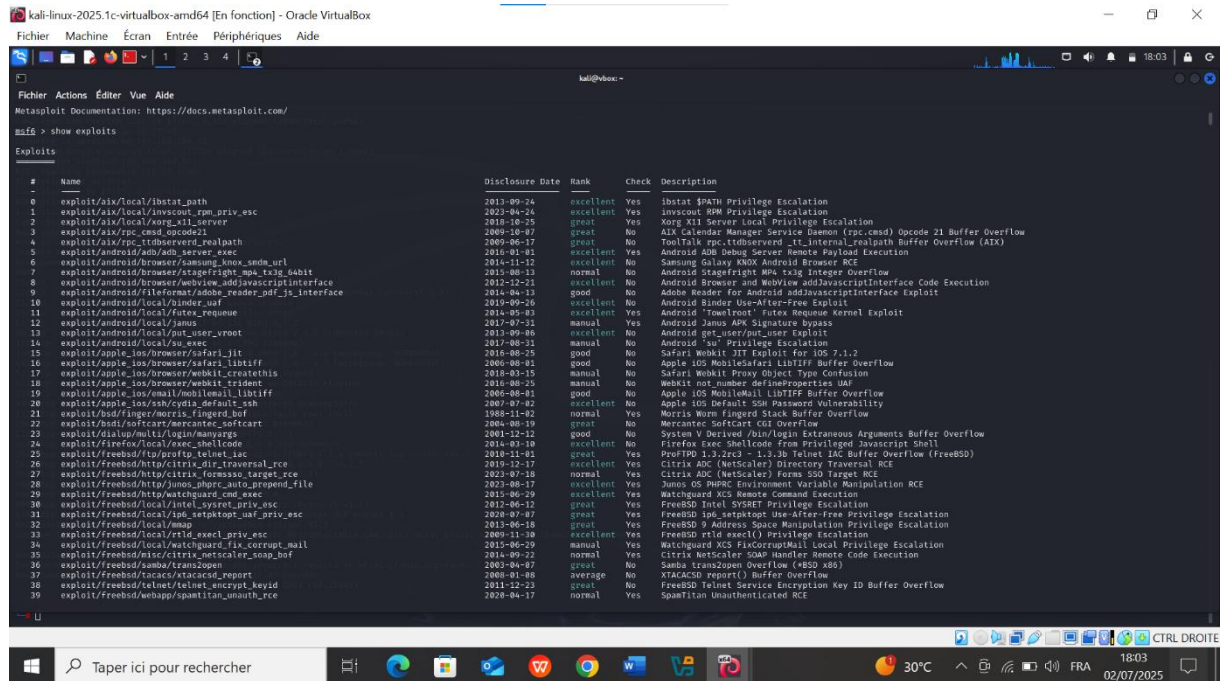 kali-linux-2025.1c-virtualbox-amd64 [En fonction] - Oracle VirtualBox
Fichier Machine Écran Entrée Périphériques Aide
1 2 3 4 18:03
kali@vbox: ~
Fichier Actions Éditer Vue Aide
Metasploit Documentation: https://docs.metasploit.com/
msf6 > show exploits
Exploits
# Name Disclosure Date Rank Check Description
0 exploit/aix/local/ibstat_path 2013-09-24 excellent Yes ibstat $PATH Privilege Escalation
1 exploit/aix/local/invscout_rpm_priv_esc 2023-04-24 excellent Yes invscout RPM Privilege Escalation
2 exploit/aix/local/xorg_x11_server 2018-10-25 great Yes Xorg X11 Server Local Privilege Escalation
3 exploit/aix/rpc_cmsd_opcode21 2009-10-07 great No AIX Calendar Manager Service Daemon (rpc.cmsd) Opcode 21 Buffer Overflow
4 exploit/aix/rpc_ttdbserverd_realpath 2009-06-17 great No ToolTalk rpc.ttdbserverd _tt_internal_realpath Buffer Overflow (AIX)
5 exploit/android/adb/adb_server_exec 2016-01-01 excellent Yes Android ADB Debug Server Remote Payload Execution
6 exploit/android/browser/samsung_knox_smdm_url 2014-11-12 excellent No Samsung Galaxy KNOX Android Browser RCE
7 exploit/android/browser/stagefright_mp4_tx3g_64bit 2015-08-13 normal No Android Stagefright MP4 tx3g Integer Overflow
8 exploit/android/browser/webview_addjavascriptinterface 2012-12-21 excellent No Android Browser and WebView addJavascriptInterface Code Execution
9 exploit/android/fileformat/adobe_reader_pdf_js_interface 2014-04-13 good No Adobe Reader for Android addJavascriptInterface Exploit
10 exploit/android/local/binder_uaf 2019-09-26 excellent No Android Binder Use-After-Free Exploit
11 exploit/android/local/futex_requeue 2014-05-03 excellent Yes Android 'Towelroot' Futex Requeue Kernel Exploit
12 exploit/android/local/janus 2017-07-31 manual Yes Android Janus APK Signature bypass
13 exploit/android/local/put_user_vroot 2013-09-06 excellent No Android get_user/put_user Exploit
14 exploit/android/local/su_exec 2017-08-31 manual No Android 'su' Privilege Escalation
15 exploit/apple_ios/browser/safari_jit 2016-08-25 good No Safari Webkit JIT Exploit for iOS 7.1.2
16 exploit/apple_ios/browser/safari_libtiff 2006-08-01 good No Apple iOS MobileSafari LibTIFF Buffer Overflow
17 exploit/apple_ios/browser/webkit_createthis 2018-03-15 manual No Safari Webkit Proxy Object Type Confusion
18 exploit/apple_ios/browser/webkit_trident 2016-08-25 manual No WebKit not_number defineProperties UAF
19 exploit/apple_ios/email/mobilemail_libtiff 2006-08-01 good No Apple iOS MobileMail LibTIFF Buffer Overflow
20 exploit/apple_ios/ssh/cydia_default_ssh 2007-07-02 excellent No Apple iOS Default SSH Password Vulnerability
21 exploit/bsd/finger/morris_fingerd_bof 1988-11-02 normal Yes Morris Worm fingerd Stack Buffer Overflow
22 exploit/bsdi/softcart/mercantec_softcart 2004-08-19 great No Mercantec SoftCart CGI Overflow
23 exploit/dialup/multi/login/manyargs 2001-12-12 good No System V Derived /bin/login Extraneous Arguments Buffer Overflow
24 exploit/firefox/local/exec_shellcode 2014-03-10 excellent No Firefox Exec Shellcode from Privileged Javascript Shell
25 exploit/freebsd/ftp/proftp_telnet_iac 2010-11-01 great Yes ProFTPD 1.3.2rc3 - 1.3.3b Telnet IAC Buffer Overflow (FreeBSD)
26 exploit/freebsd/http/citrix_dir_traversal_rce 2019-12-17 excellent Yes Citrix ADC (NetScaler) Directory Traversal RCE
27 exploit/freebsd/http/citrix_formssso_target_rce 2023-07-18 normal Yes Citrix ADC (NetScaler) Forms SSO Target RCE
28 exploit/freebsd/http/junos_phprc_auto_prepend_file 2023-08-17 excellent Yes Junos OS PHPRC Environment Variable Manipulation RCE
29 exploit/freebsd/http/watchguard_cmd_exec 2015-06-29 excellent Yes Watchguard XCS Remote Command Execution
30 exploit/freebsd/local/intel_sysret_priv_esc 2012-06-12 great Yes FreeBSD Intel SYSRET Privilege Escalation
31 exploit/freebsd/local/ip6_setpktopt_uaf_priv_esc 2020-07-07 great Yes FreeBSD ip6_setpktopt Use-After-Free Privilege Escalation
32 exploit/freebsd/local/mmap 2013-06-18 great Yes FreeBSD 9 Address Space Manipulation Privilege Escalation
33 exploit/freebsd/local/rtld_execl_priv_esc 2009-11-30 excellent Yes FreeBSD rtld execl() Privilege Escalation
34 exploit/freebsd/local/watchguard_fix_corrupt_mail 2015-06-29 manual Yes Watchguard XCS FixCorruptMail Local Privilege Escalation
35 exploit/freebsd/misc/citrix_netscaler_soap_bof 2014-09-22 normal Yes Citrix NetScaler SOAP Handler Remote Code Execution
36 exploit/freebsd/samba/trans2open 2003-04-07 great No Samba trans2open Overflow (*BSD x86)
37 exploit/freebsd/tacacs/xtacacsd_report 2008-01-08 average No XTACACSD report() Buffer Overflow
38 exploit/freebsd/telnet/telnet_encrypt_keyid 2011-12-23 great No FreeBSD Telnet Service Encryption Key ID Buffer Overflow
39 exploit/freebsd/webapp/spamtitan_unauth_rce 2020-04-17 normal Yes SpamTitan Unauthenticated RCE
CTRL DROITE
Taper ici pour rechercher 30°C FRA 18:03
02/07/2025